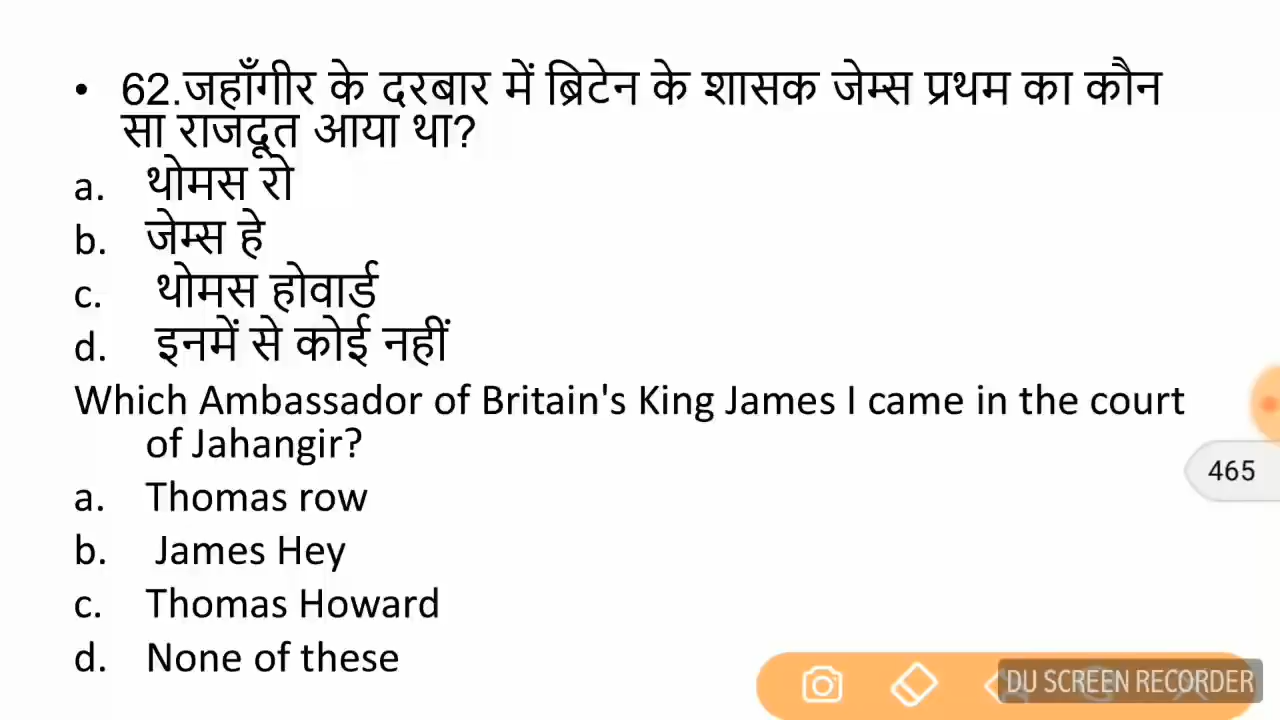 • 62.जहाँगीर के दरबार में ब्रिटेन के शासक जेम्स प्रथम का कौन
सा राजदूत आया था?
a. थोमस रो
b. जेम्स हे
c. थोमस होवार्ड
d. इनमें से कोई नहीं
Which Ambassador of Britain's King James I came in the court
of Jahangir?
465
a. Thomas row
b. James Hey
c. Thomas Howard
d. None of these
DU SCREEN RECORDER